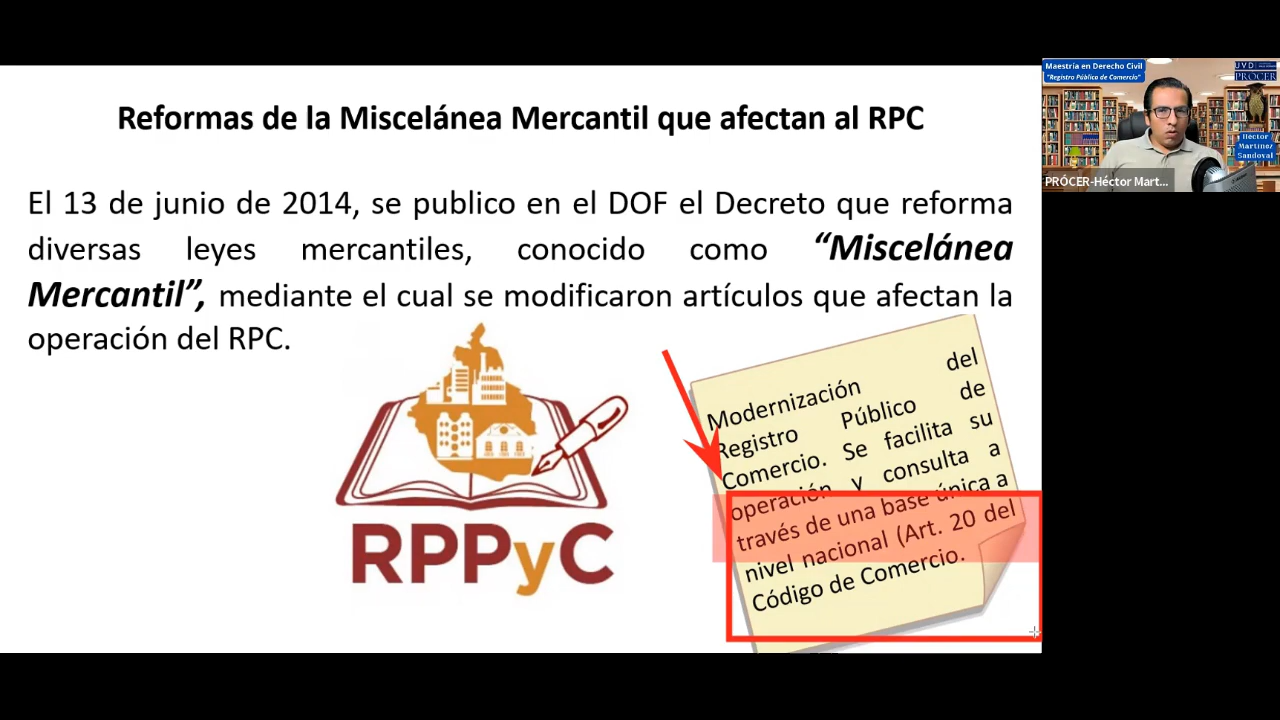 Reformas de la Miscelánea Mercantil que afectan al RPC
El 13 de junio de 2014, se publico en el DOF el Decreto que reforma
diversas leyes mercantiles, conocido como “Miscelánea
Mercantil”, mediante el cual se modificaron artículos que afectan la
operación del RPC.
RPPyC
Modernización del
Registro Público de
Comercio. Se facilita su
operación y consulta a
través de una base única a
nivel nacional (Art. 20 del
Código de Comercio.
Maestría en Derecho Civil
"Registro Público de Comercio"
UVD
PRÓCER
Héctor
Martínez
Sandoval
PRÓCER-Héctor Mart...